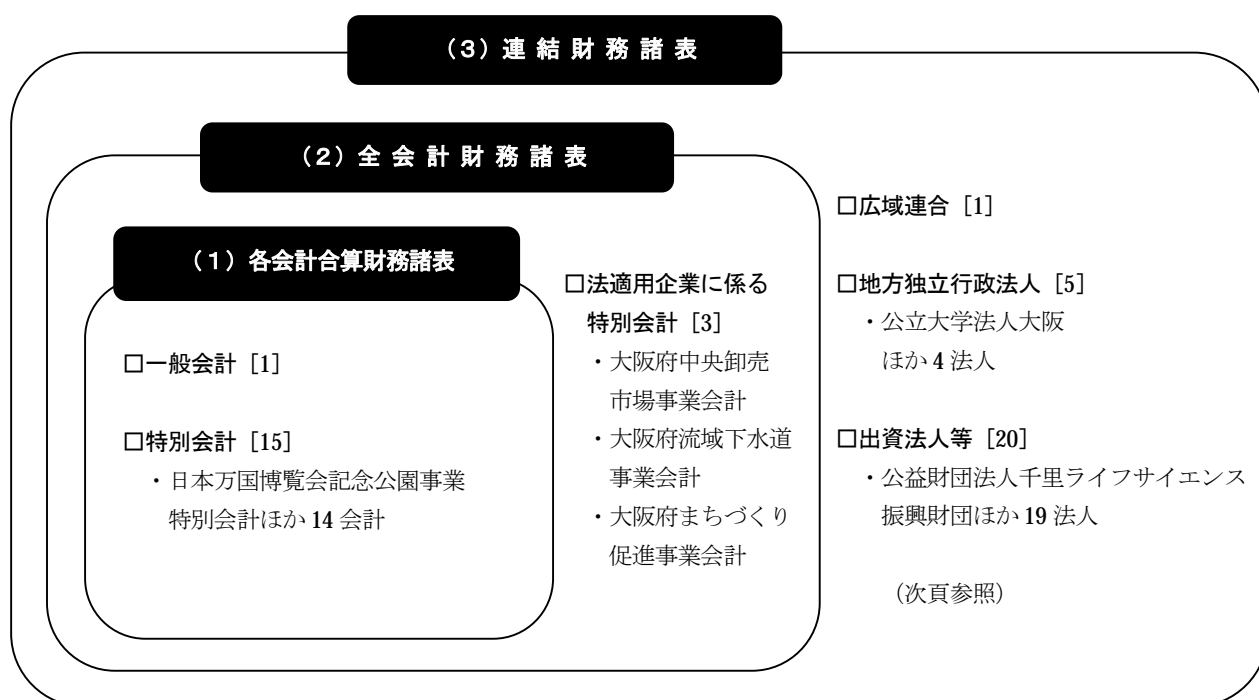 （３）連 結 財 務 諸 表
（２）全 会 計 財 務 諸 表
（１）各会計合算財務諸表
□一般会計［1］
□特別会計［15］
・日本万国博覧会記念公園事業
特別会計ほか 14 会計
□法適用企業に係る
特別会計［3］
・大阪府中央卸売
市場事業会計
・大阪府流域下水道
事業会計
・大阪府まちづくり
促進事業会計
□広域連合［1］
□地方独立行政法人［5］
・公立大学法人大阪
ほか 4 法人
□出資法人等［20］
・公益財団法人千里ライフサイエンス
振興財団ほか 19 法人
（次頁参照）